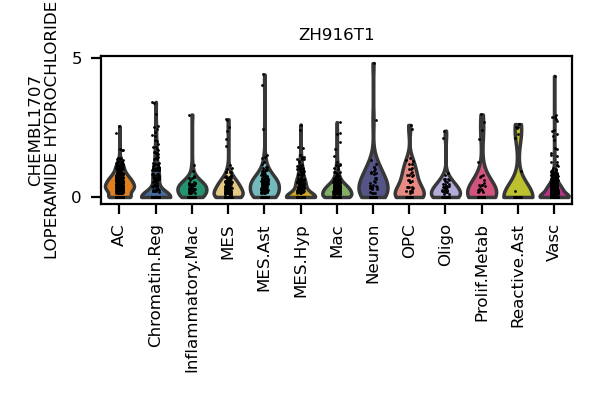 ZH916T1
CHEMBL1707
LOPERAMIDE HYDROCHLORIDE
5
0
AC
Chromatin.Reg
Inflammatory.Mac
MES
MES.Ast
MES.Hyp
Mac
Neuron
OPC
Oligo
Prolif.Metab
Reactive.Ast
Vasc